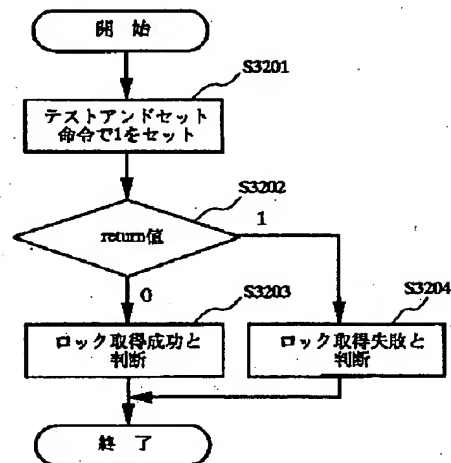 開 始
S3201
テストアンドセット
命令で1をセット
S3202
return値
1
0
S3203
ロック取得成功と
判断
S3204
ロック取得失敗と
判断
終 了